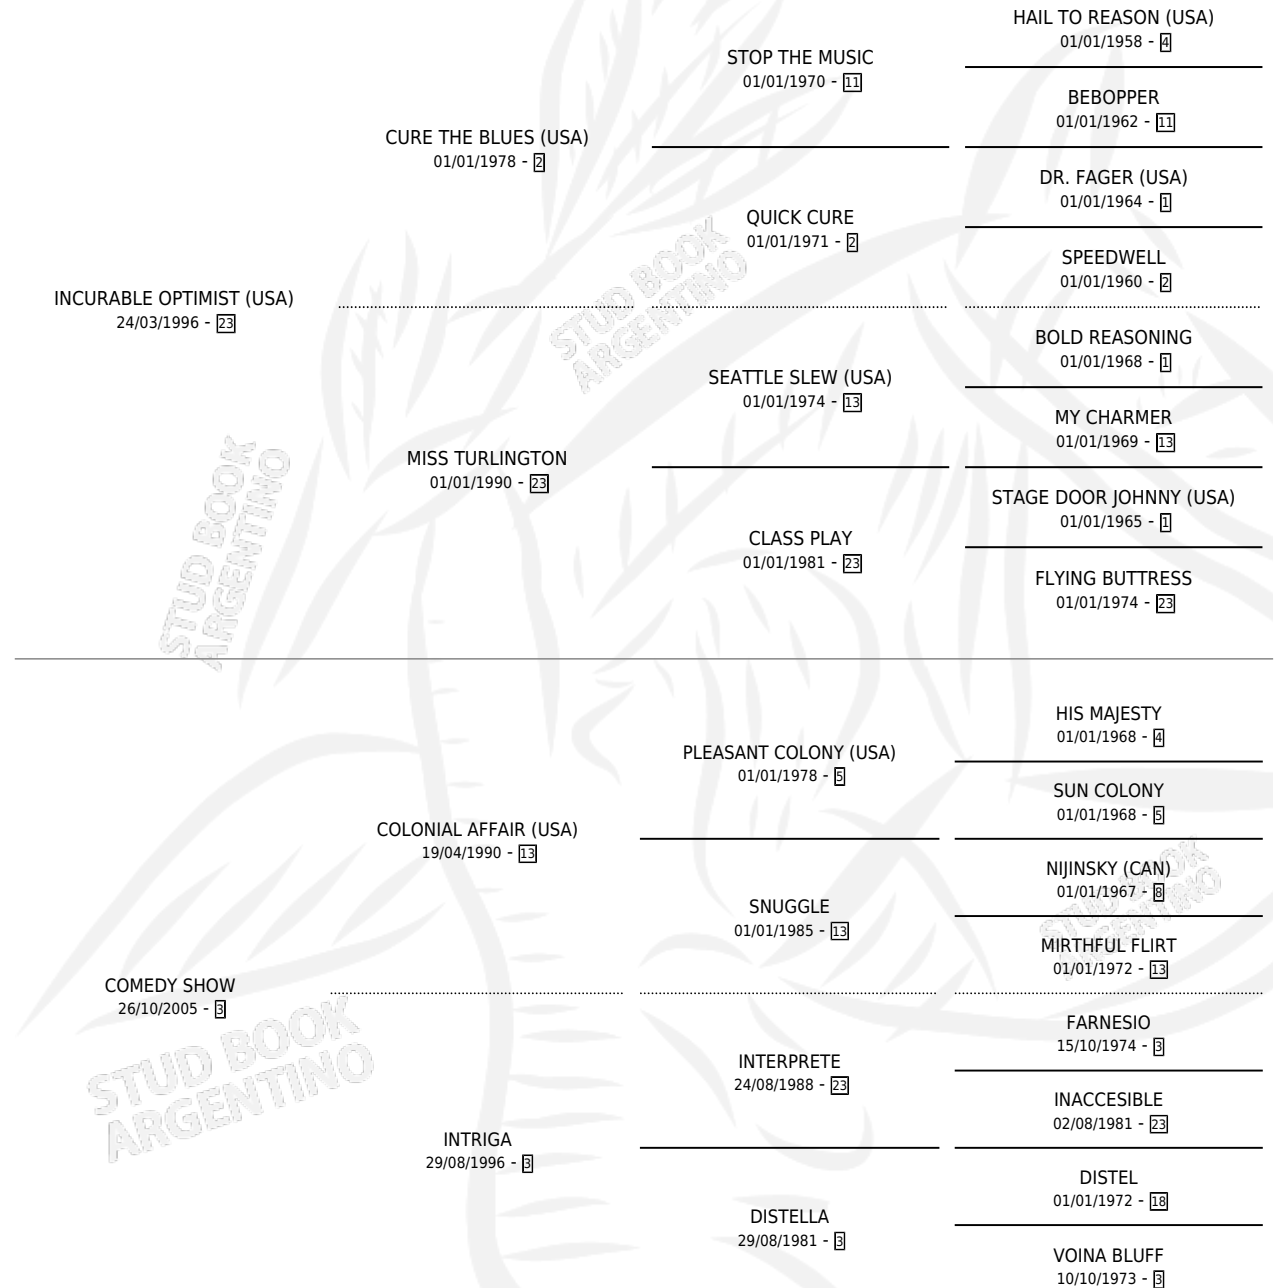 HAIL TO REASON (USA)
01/01/1958 - 4
STOP THE MUSIC
01/01/1970 - 11
BEBOPPER
01/01/1962 - 11
CURE THE BLUES (USA)
01/01/1978 - 2
DR. FAGER (USA)
01/01/1964 - 1
QUICK CURE
01/01/1971 - 2
SPEEDWELL
01/01/1960 - 2
INCURABLE OPTIMIST (USA)
24/03/1996 - 23
BOLD REASONING
01/01/1968 - 1
SEATTLE SLEW (USA)
01/01/1974 - 13
MY CHARMER
01/01/1969 - 13
MISS TURLINGTON
01/01/1990 - 23
STAGE DOOR JOHNNY (USA)
01/01/1965 - 1
CLASS PLAY
01/01/1981 - 23
FLYING BUTTRESS
01/01/1974 - 23
HIS MAJESTY
01/01/1968 - 4
PLEASANT COLONY (USA)
01/01/1978 - 5
SUN COLONY
01/01/1968 - 5
COLONIAL AFFAIR (USA)
19/04/1990 - 13
NIJINSKY (CAN)
01/01/1967 - 8
SNUGGLE
01/01/1985 - 13
MIRTHFUL FLIRT
01/01/1972 - 13
COMEDY SHOW
26/10/2005 - 3
FARNESIO
15/10/1974 - 3
INTERPRETE
24/08/1988 - 23
INACCESIBLE
02/08/1981 - 23
INTRIGA
29/08/1996 - 3
DISTEL
01/01/1972 - 18
DISTELLA
29/08/1981 - 3
VOINA BLUFF
10/10/1973 - 3
STUD BOOK
ARGENTINO
STUD BOOK
ARGENTINO
STUD BOOK
ARGENTINO
STUD BOOK
ARGENTINO